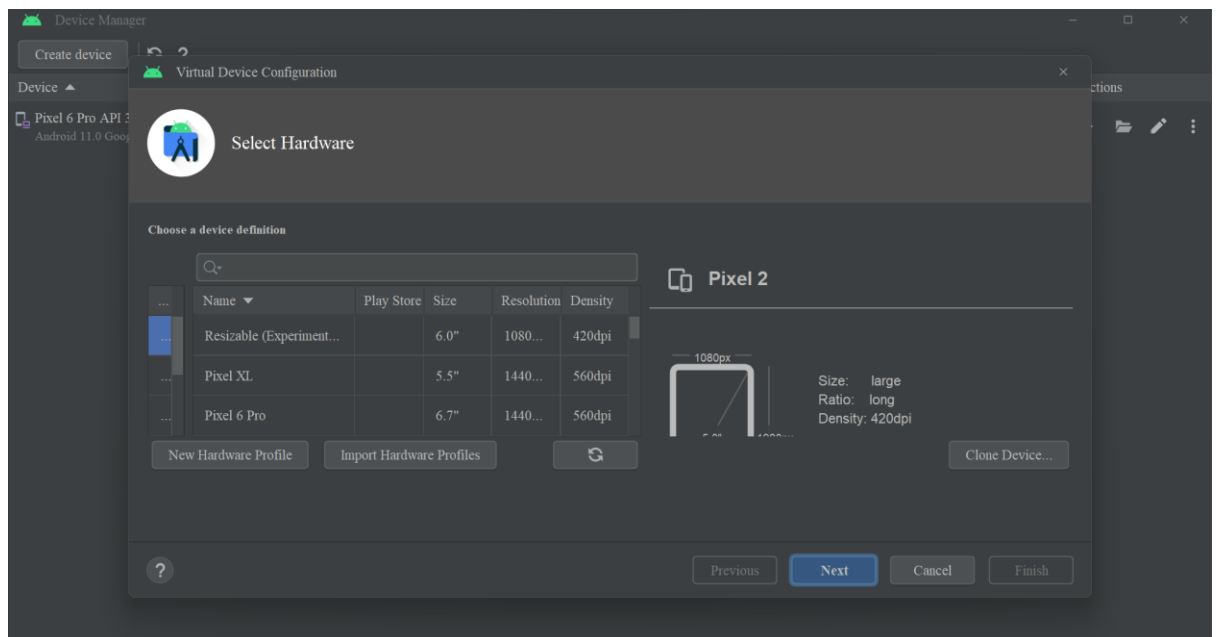 Device Manager
Create device
?
Device
ctions
Pixel 6 Pro API 3
Android 11.0 Goog
Virtual Device Configuration
Select Hardware
Choose a device definition
... Name Play Store Size Resolution Density
... Resizable (Experiment... 6.0" 1080... 420dpi
... Pixel XL 5.5" 1440... 560dpi
... Pixel 6 Pro 6.7" 1440... 560dpi
New Hardware Profile Import Hardware Profiles
Pixel 2
1080px
Size: large
Ratio: long
Density: 420dpi
Clone Device...
? Previous Next Cancel Finish